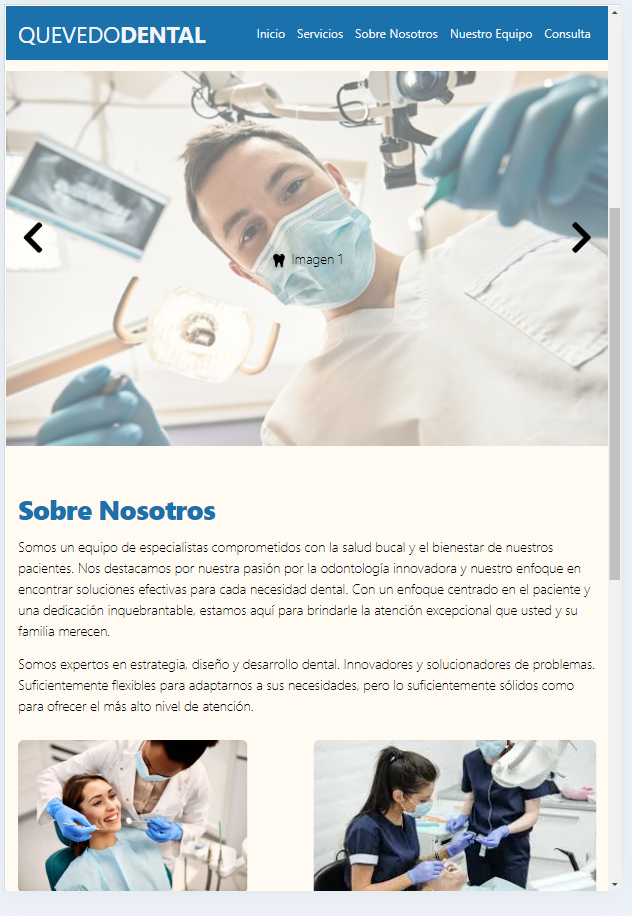 QUEVEDODENTAL
Inicio Servicios Sobre Nosotros Nuestro Equipo Consulta
Imagen 1
Sobre Nosotros
Somos un equipo de especialistas comprometidos con la salud bucal y el bienestar de nuestros
pacientes. Nos destacamos por nuestra pasión por la odontología innovadora y nuestro enfoque en
encontrar soluciones efectivas para cada necesidad dental. Con un enfoque centrado en el paciente y
una dedicación inquebrantable, estamos aquí para brindarle la atención excepcional que usted y su
familia merecen.
Somos expertos en estrategia, diseño y desarrollo dental. Innovadores y solucionadores de problemas.
Suficientemente flexibles para adaptarnos a sus necesidades, pero lo suficientemente sólidos como
para ofrecer el más alto nivel de atención.